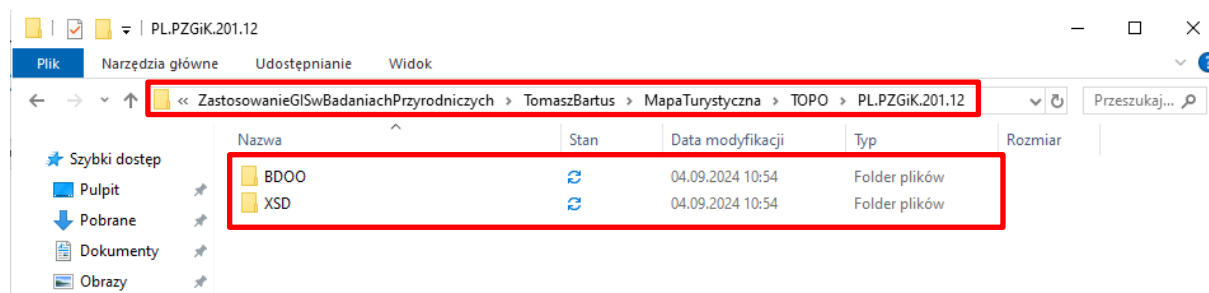 PL.PZGiK.201.12
Plik Narzędzia główne Udostępnianie Widok
« ZastosowanieGISwBadaniachPrzyrodniczych › TomaszBartus › MapaTurystyczna › TOPO › PL.PZGiK.201.12 Przeszukaj...
Nazwa Stan Data modyfikacji Typ Rozmiar
Szybki dostęp
BDOO 04.09.2024 10:54 Folder plików
Pulpit
XSD 04.09.2024 10:54 Folder plików
Pobrane
Dokumenty
Obrazy